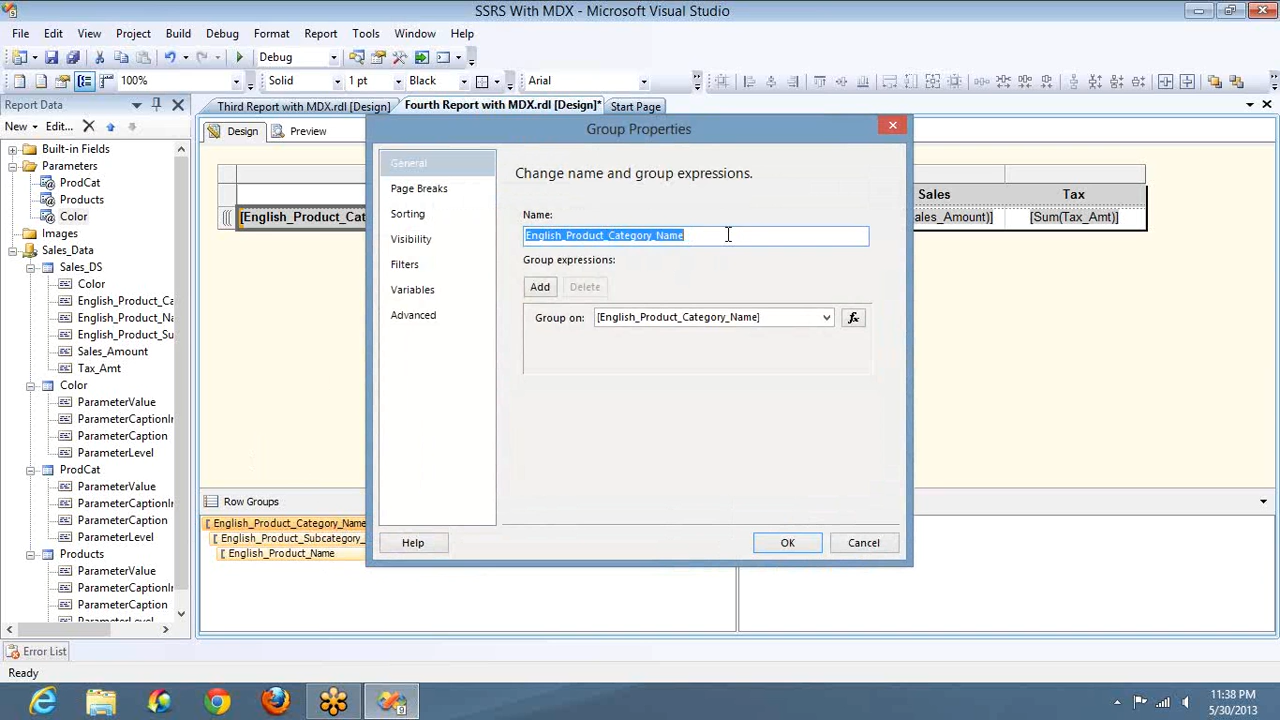 SSRS With MDX - Microsoft Visual Studio
File Edit View Project Build Debug Format Report Tools Window Help
Debug
100% Solid 1 pt Black Arial
Report Data
Third Report with MDX.rdl [Design] Fourth Report with MDX.rdl [Design]* Start Page
New Edit...
Design Preview
Built-in Fields
Parameters
ProdCat
Products
Color
Images
Sales_Data
Sales_DS
Color
English_Product_Ca
English_Product_Na
English_Product_Su
Sales_Amount
Tax_Amt
Color
ParameterValue
ParameterCaptionIn
ParameterCaption
ParameterLevel
ProdCat
ParameterValue
ParameterCaptionIn
ParameterCaption
ParameterLevel
Products
ParameterValue
ParameterCaptionIn
ParameterCaption
ParameterLevel
Sales Tax
[English_Product_Cat ales_Amount)] [Sum(Tax_Amt)]
Group Properties
General
Page Breaks
Sorting
Visibility
Filters
Variables
Advanced
Change name and group expressions.
Name:
English_Product_Category_Name
Group expressions:
Add Delete
Group on: [English_Product_Category_Name] fx
Help OK Cancel
Row Groups
[ English_Product_Category_Name
[ English_Product_Subcategory_
[ English_Product_Name
Error List
Ready
11:38 PM
5/30/2013